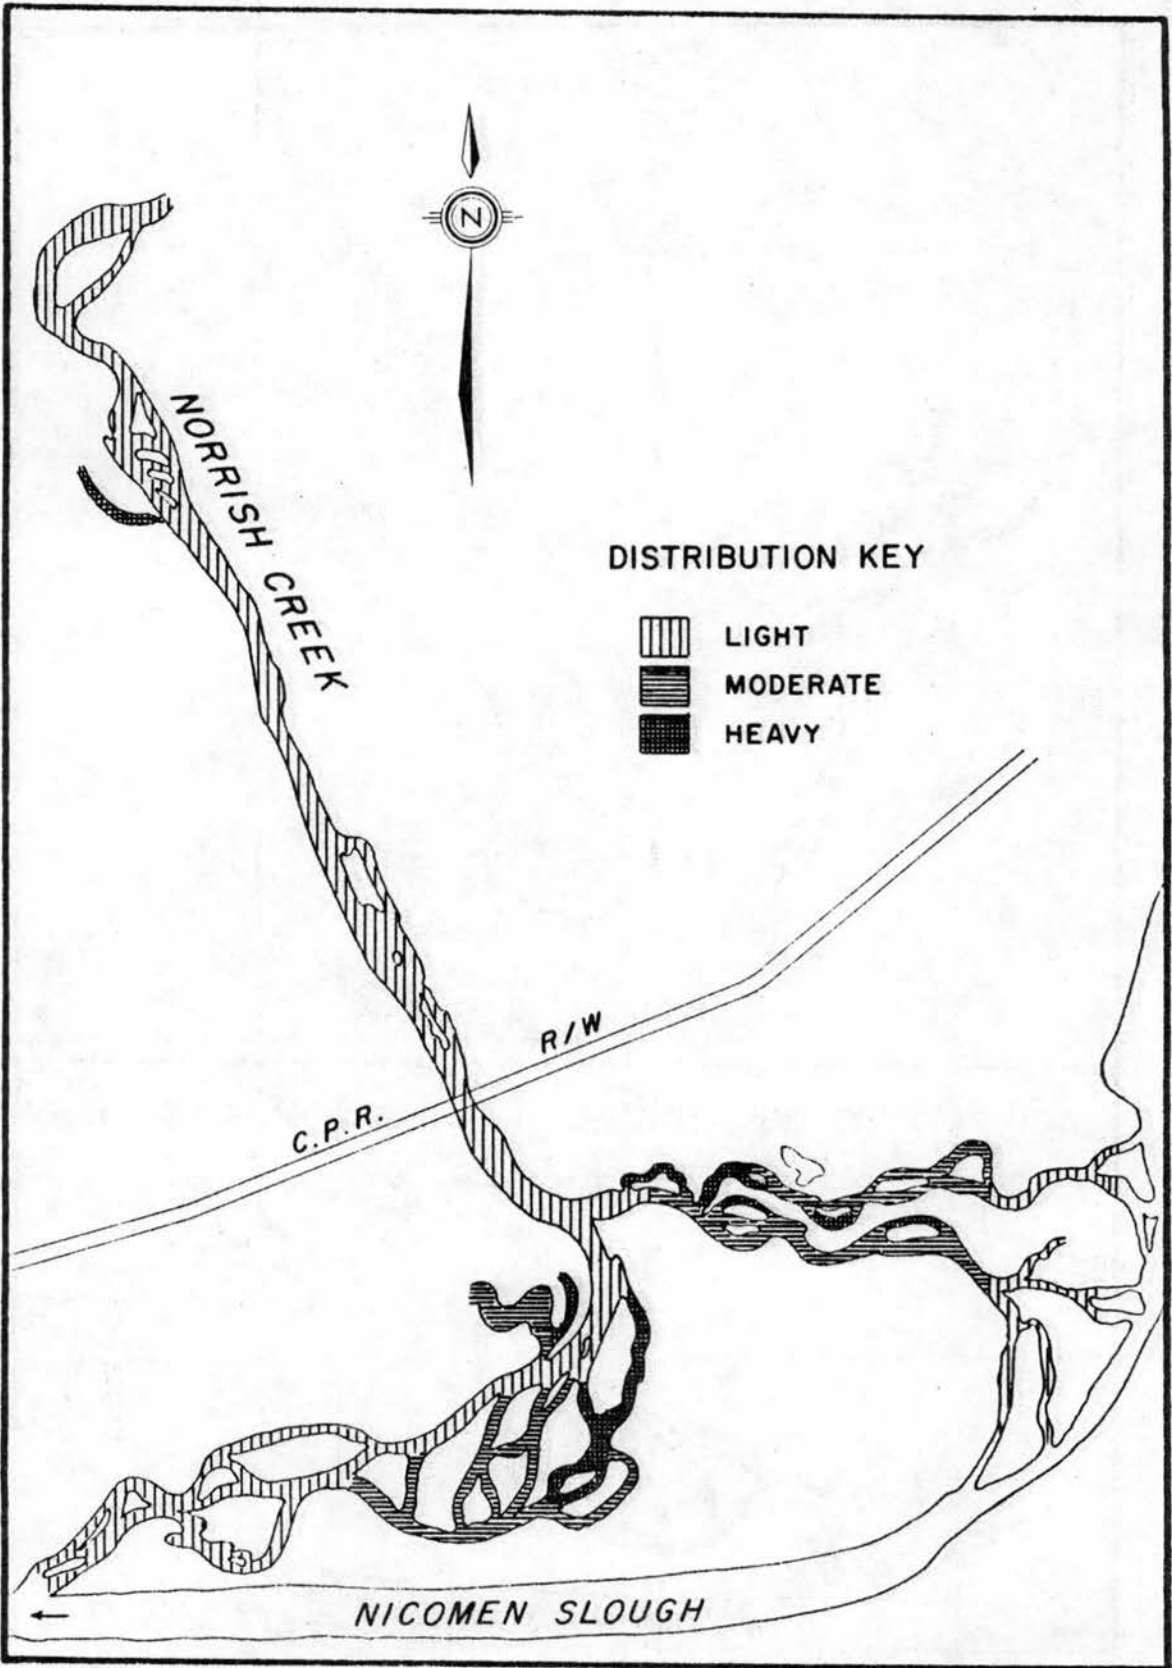 N
NORRISH CREEK
DISTRIBUTION KEY
LIGHT
MODERATE
HEAVY
C.P.R. R/W
NICOMEN SLOUGH